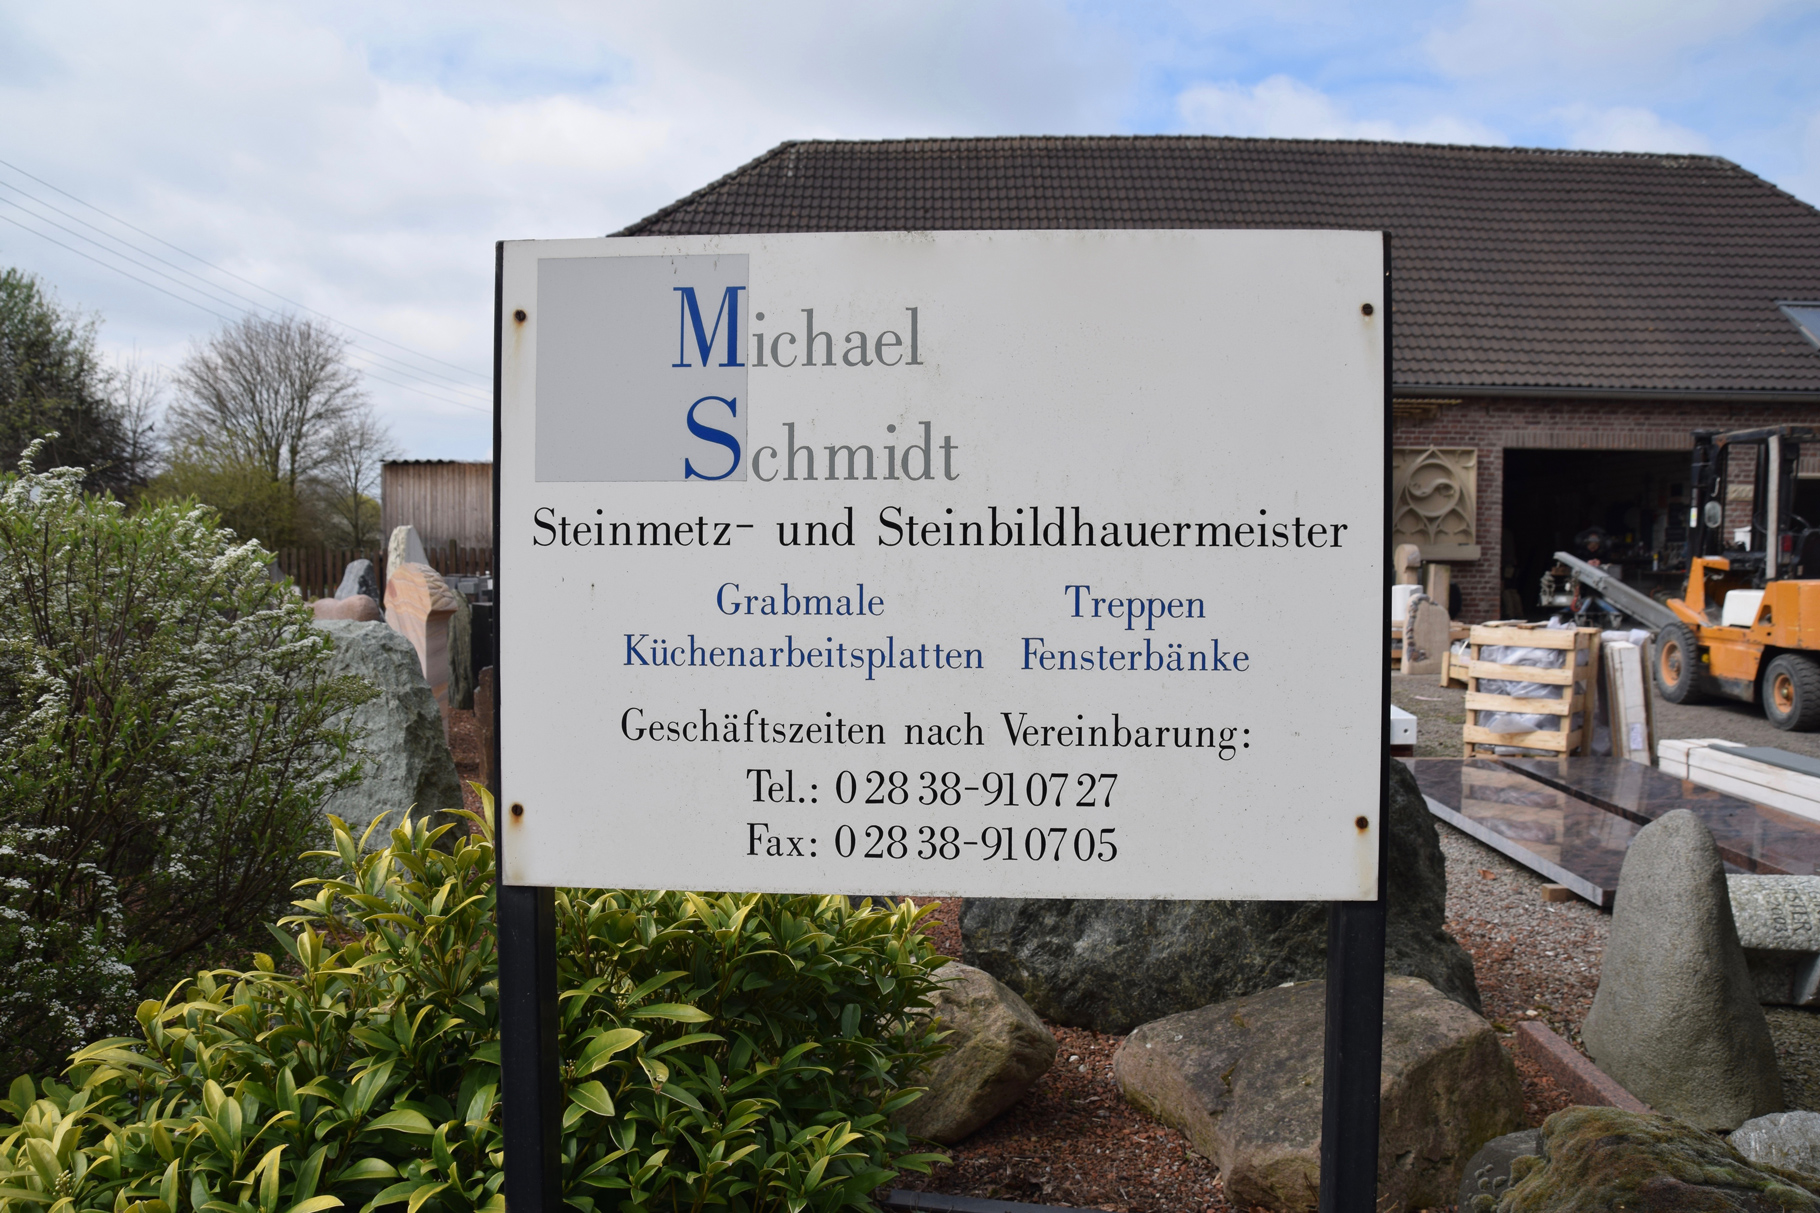 Michael
Schmidt
Steinmetz- und Steinbildhauermeister
Grabmale Treppen
Küchenarbeitsplatten Fensterbänke
Geschäftszeiten nach Vereinbarung:
Tel.: 0 28 38-91 07 27
Fax: 0 28 38-91 07 05